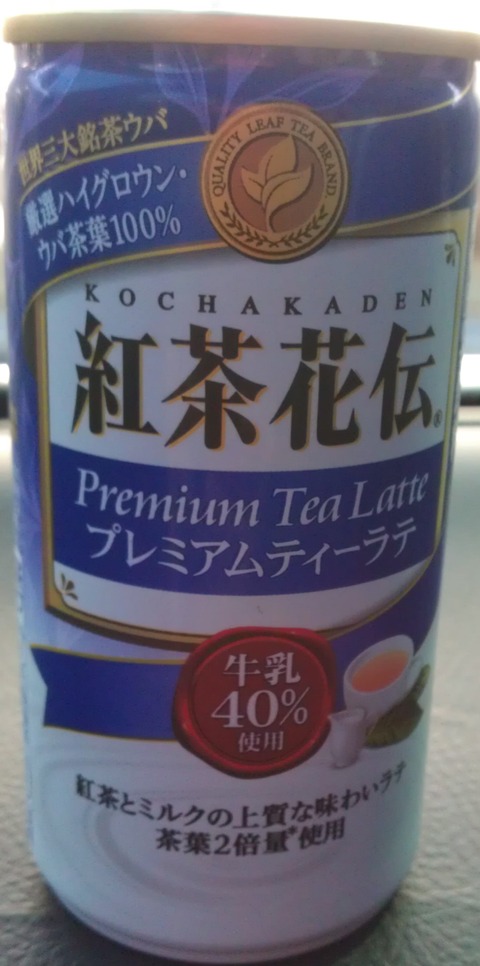 世界三大銘茶ウバ
厳選ハイグロウン・
ウバ茶葉100%
QUALITY LEAF TEA BRAND
KOCHAKADEN
紅茶花伝®
Premium Tea Latte
プレミアムティーラテ
牛乳
40%
使用
紅茶とミルクの上質な味わいラテ
茶葉2倍量*使用